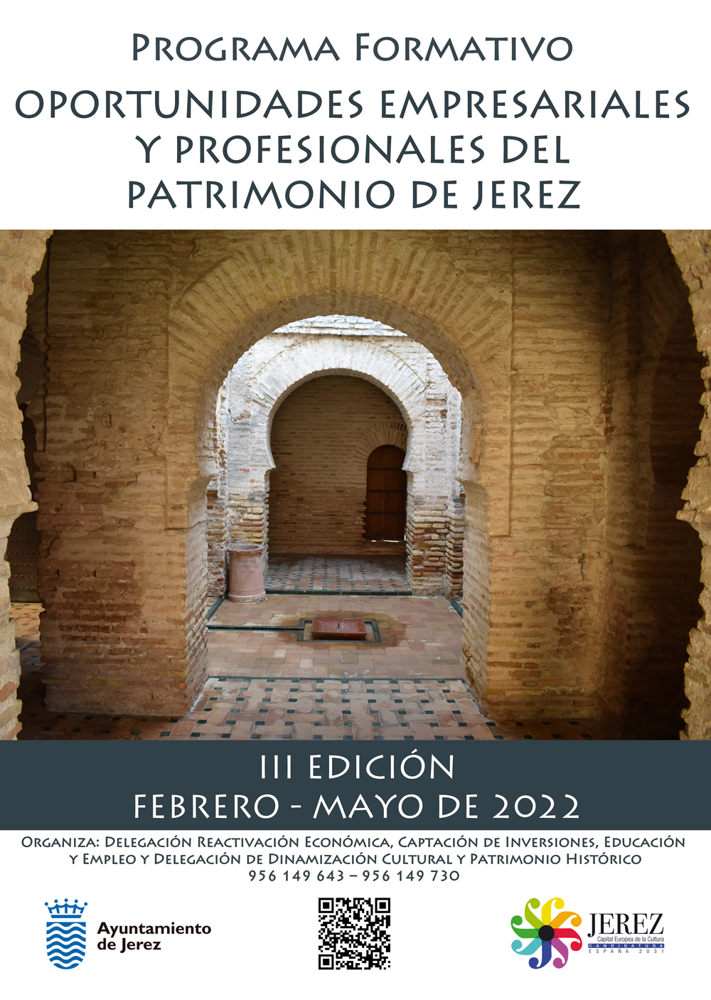 Programa Formativo
OPORTUNIDADES EMPRESARIALES
Y PROFESIONALES DEL
PATRIMONIO DE JEREZ
III EDICIÓN
FEBRERO - MAYO DE 2022
Organiza: Delegación Reactivación Económica, Captación de Inversiones, Educación
y Empleo y Delegación de Dinamización Cultural y Patrimonio Histórico
956 149 643 – 956 149 730
Ayuntamiento
de Jerez
JEREZ
Capital Europea de la Cultura
CANDIDATURA
ESPAÑA 2031